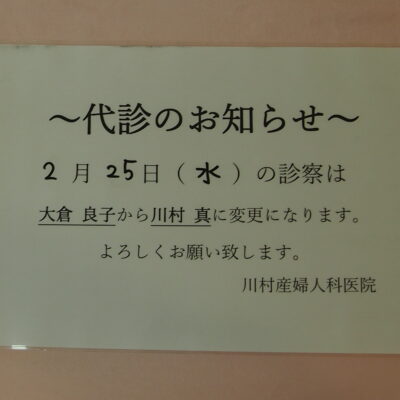 ～代診のお知らせ～
2月25日（水）の診察は
大倉 良子から川村 真に変更になります。
よろしくお願い致します。
川村産婦人科医院